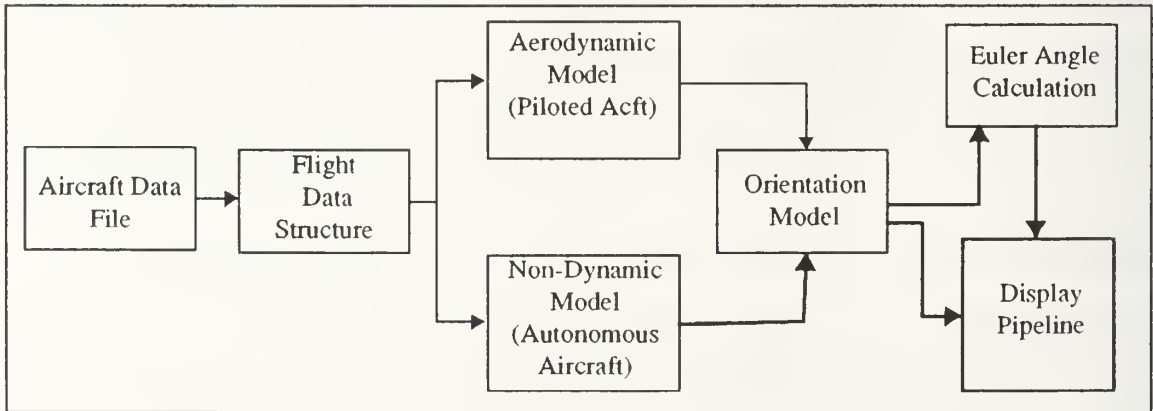 Aircraft Data
File
Flight
Data
Structure
Aerodynamic
Model
(Piloted Acft)
Non-Dynamic
Model
(Autonomous
Aircraft)
Orientation
Model
Euler Angle
Calculation
Display
Pipeline